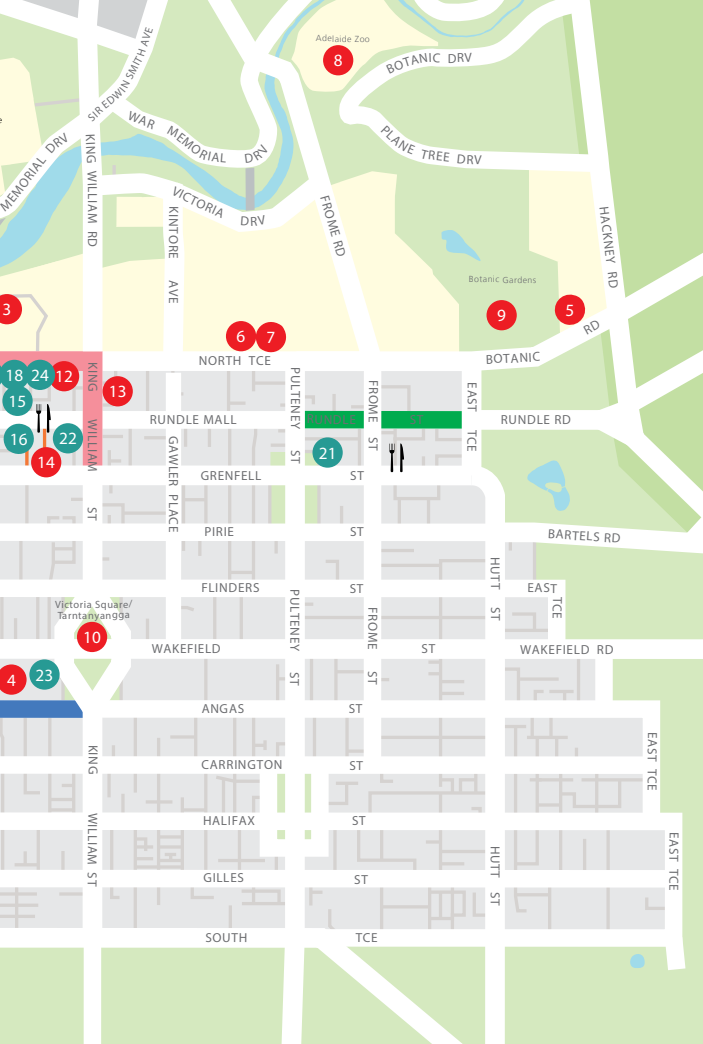 Adelaide Zoo
8
BOTANIC DRV
SIR EDWIN SMITH AVE
WAR MEMORIAL DRV
PLANE TREE DRV
MEMORIAL DRV
KING WILLIAM RD
VICTORIA DRV
KINTORE AVE
FROME RD
HACKNEY RD
Botanic Gardens
3
5
9
6
7
BOTANIC RD
NORTH TCE
18
24
12
13
15
KING WILLIAM ST
PULTENEY ST
FROME ST
EAST TCE
RUNDLE MALL
RUNDLE ST
RUNDLE RD
16
22
14
21
GAWLER PLACE
GRENFELL ST
PIRIE ST
BARTELS RD
HUTT ST
FLINDERS ST
EAST TCE
Victoria Square/
Tarntanyangga
10
PULTENEY ST
FROME ST
WAKEFIELD ST
WAKEFIELD RD
4
23
ANGAS ST
KING WILLIAM ST
CARRINGTON ST
EAST TCE
HALIFAX ST
HUTT ST
EAST TCE
GILLES ST
SOUTH TCE